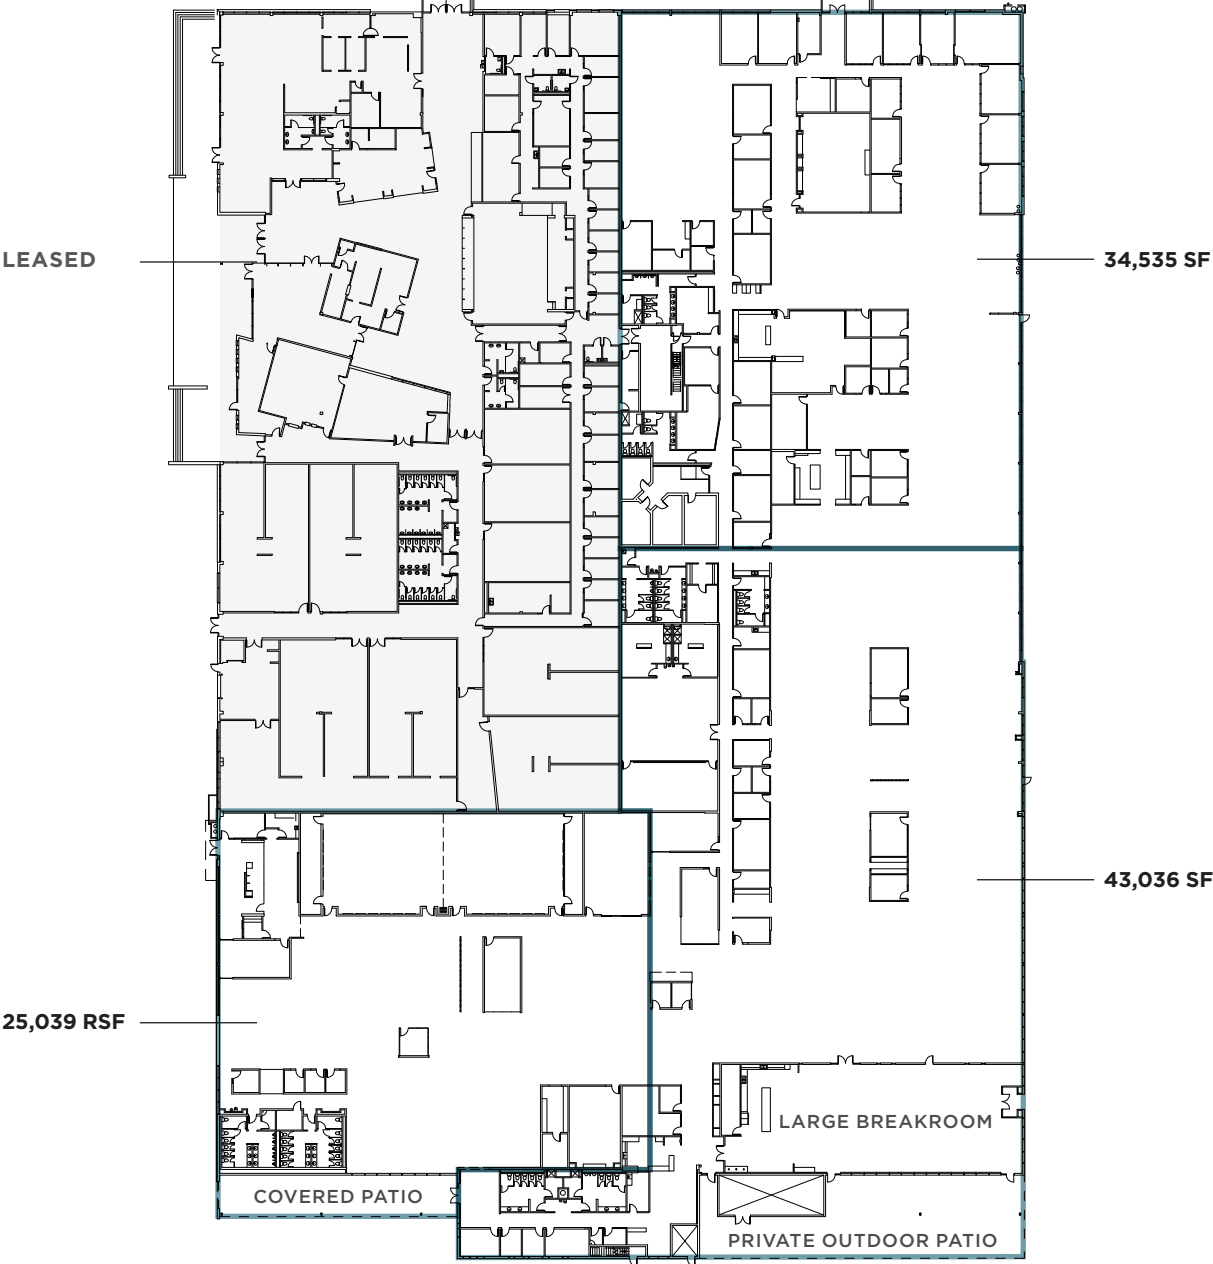 LEASED
34,535 SF
43,036 SF
25,039 RSF
LARGE BREAKROOM
COVERED PATIO
PRIVATE OUTDOOR PATIO